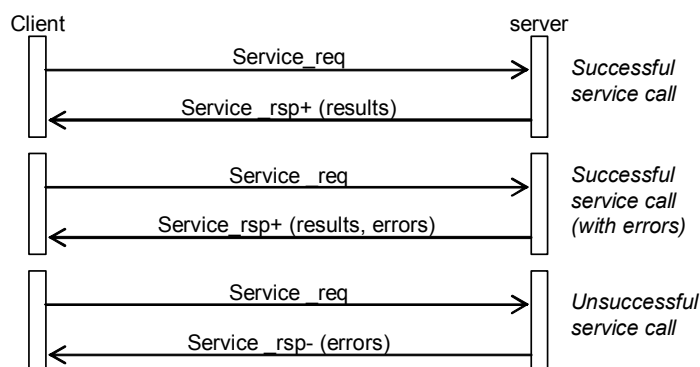 Client
server
Service_req
Successful
service call
Service _rsp+ (results)
Service _req
Successful
service call
(with errors)
Service_rsp+ (results, errors)
Service _req
Unsuccessful
service call
Service _rsp- (errors)